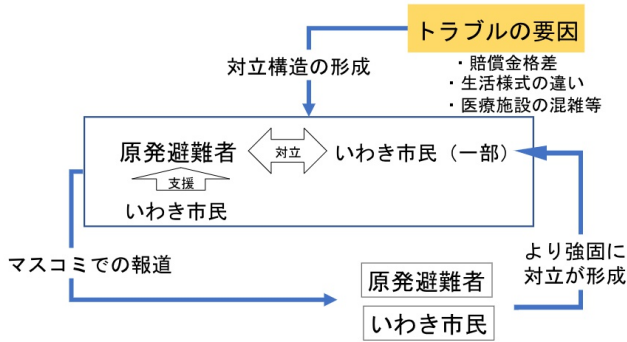 トラブルの要因
・賠償金格差
・生活様式の違い
・医療施設の混雑等
対立構造の形成
原発避難者
対立
いわき市民（一部）
支援
いわき市民
マスコミでの報道
原発避難者
いわき市民
より強固に
対立が形成